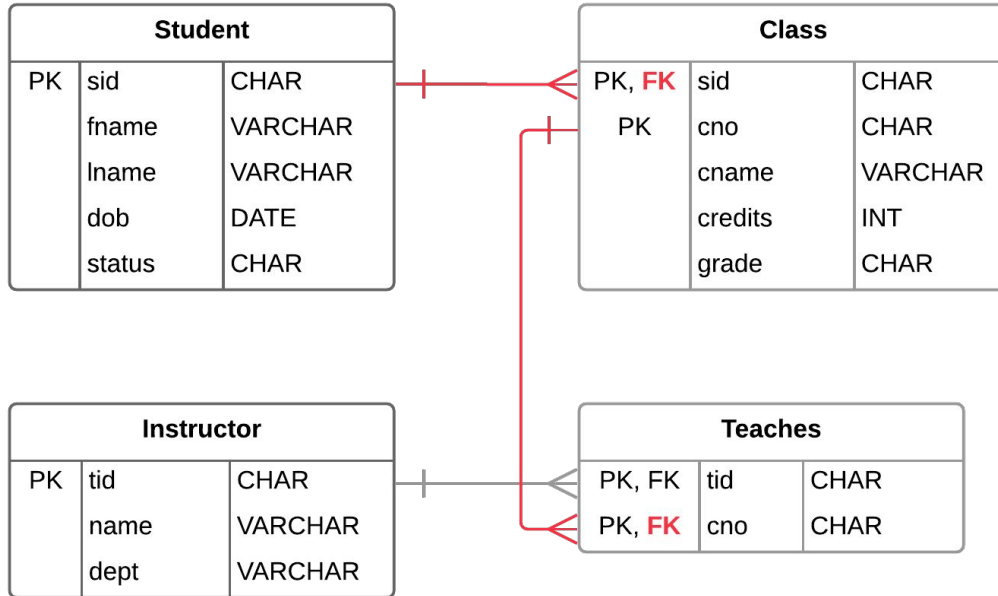 Student
PK sid CHAR
fname VARCHAR
lname VARCHAR
dob DATE
status CHAR
Class
PK, FK sid CHAR
PK cno CHAR
cname VARCHAR
credits INT
grade CHAR
Instructor
PK tid CHAR
name VARCHAR
dept VARCHAR
Teaches
PK, FK tid CHAR
PK, FK cno CHAR